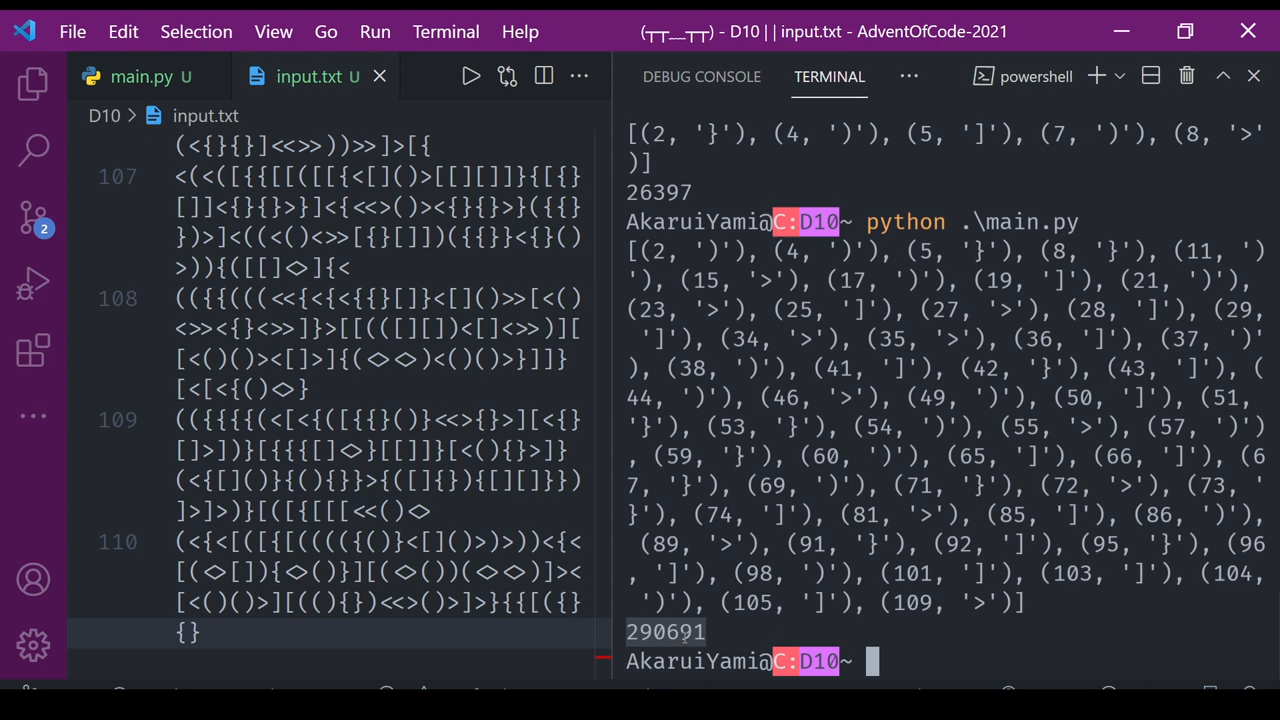 File Edit Selection View Go Run Terminal Help (┬┬__┬┬) - D10 | | input.txt - AdventOfCode-2021
main.py U input.txt U
DEBUG CONSOLE TERMINAL ··· powershell
D10 > input.txt
(<{}{}]<<>>))>>]>[{
107 <(<([{{[[([[{<[]()>[[][]]}{[{}
[]]<{}{}>}]<{<<>()><{}{}>}({{}
})>]<((<()<>>[{}[]])({{}}<{}()
>)){([[]<>]{<
108 (({{(((<<{<{<{{}[]}<[]()>>[<()
<>><{}<>>]}>[[(([][])<[]<>>)][
[<()()><[]>]{(<><>)<()()>}]]}
[<[<{()<>}
109 (({{{{(<[<{([{{}()}<<>{}>][<{}
[]>])}[{{{[]<>}[[]]}[<(){}>]}
(<{[]()}{(){}}>{([]{}){[][]}})
]>]>)}[([{[[[<<()<>
110 (<{<[([{[(((({()}<[]()>)>))<{<
[(<>[]){<>()}][(<>())(<><>)]><
[<()()>][((){})<<>()>]>}{{[({}
{}
[(2, '}'), (4, ')'), (5, ']'), (7, ')'), (8, '>'
)]
26397
AkaruiYami@C:D10~ python .\main.py
[(2, ')'), (4, ')'), (5, '}'), (8, '}'), (11, ')
'), (15, '>'), (17, ')'), (19, ']'), (21, ')'),
(23, '>'), (25, ']'), (27, '>'), (28, ']'), (29,
']'), (34, '>'), (35, '>'), (36, ']'), (37, ')'
), (38, ')'), (41, ']'), (42, '}'), (43, ']'), (
44, ')'), (46, '>'), (49, ')'), (50, ']'), (51,
'}'), (53, '}'), (54, ')'), (55, '>'), (57, ')')
, (59, '}'), (60, ')'), (65, ']'), (66, ']'), (6
7, '}'), (69, ')'), (71, '}'), (72, '>'), (73, '
}'), (74, ']'), (81, '>'), (85, ']'), (86, ')'),
(89, '>'), (91, '}'), (92, ']'), (95, '}'), (96
, ']'), (98, ')'), (101, ']'), (103, ']'), (104,
')'), (105, ']'), (109, '>')]
290691
AkaruiYami@C:D10~
2